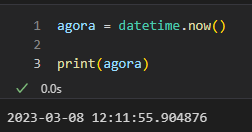 1 agora = datetime.now()
2
3 print(agora)
0.0s
2023-03-08 12:11:55.904876